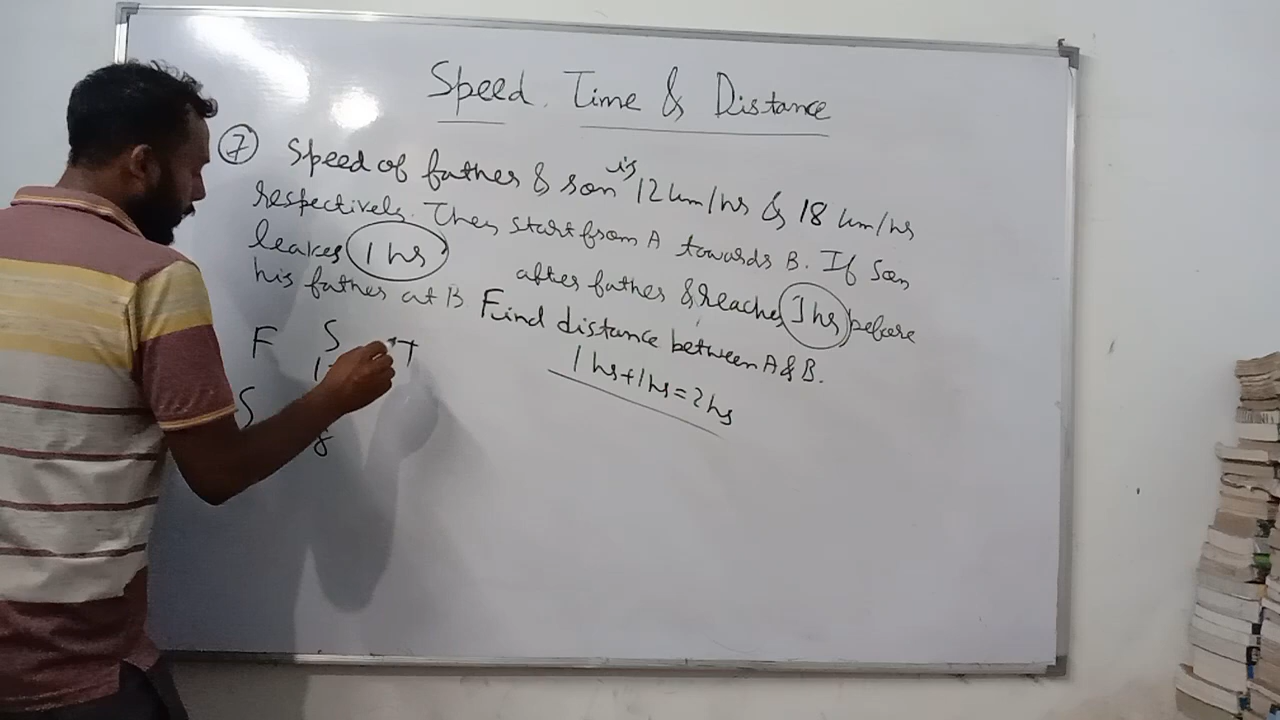 Speed, Time & Distance
⑦ Speed of father & son is 12 km/hr & 18 km/hr
respectively. They start from A towards B. If Son
leaves 1 hr after father & reaches 1 hr before
his father at B Find distance between A & B.
1 hr + 1 hr = 2 hr
F S T
S
8